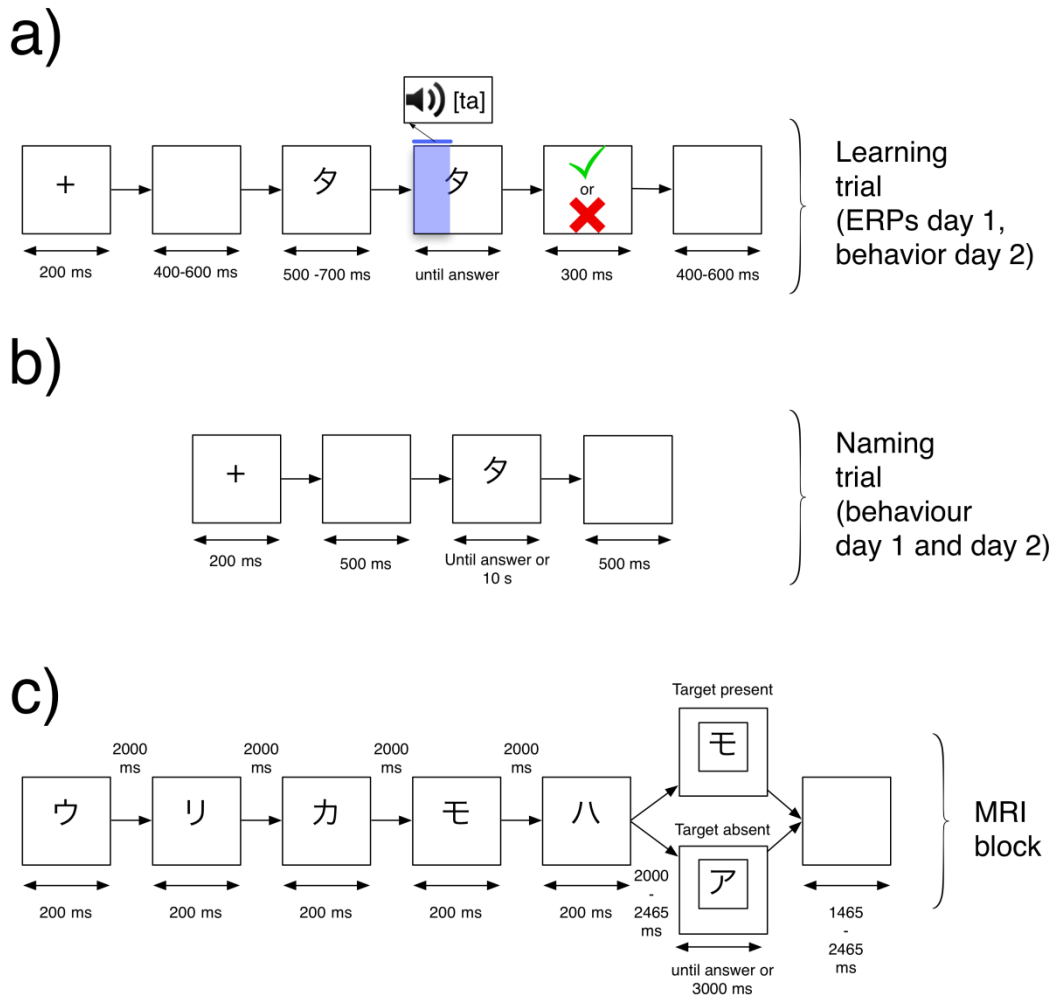 a)
[ta]
+
タ
タ
or
200 ms
400-600 ms
500 -700 ms
until answer
300 ms
400-600 ms
Learning
trial
(ERPs day 1,
behavior day 2)
b)
+
タ
200 ms
500 ms
Until answer or
10 s
500 ms
Naming
trial
(behaviour
day 1 and day 2)
c)
Target present
2000
ms
2000
ms
2000
ms
2000
ms
ウ
リ
カ
モ
ハ
モ
Target absent
ア
200 ms
200 ms
200 ms
200 ms
200 ms
2000
-
2465
ms
until answer or
3000 ms
1465
-
2465
ms
MRI
block